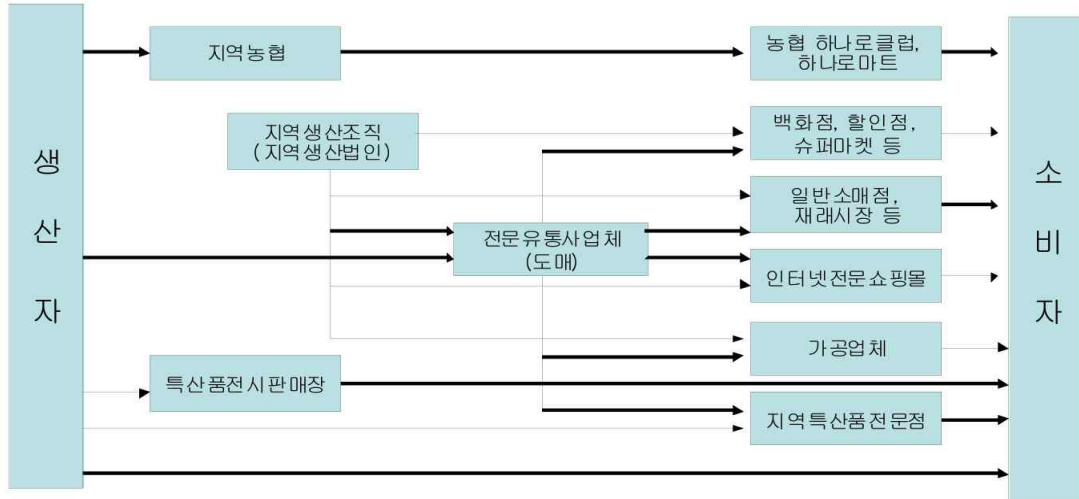 생
산
자
지역농협
지역생산조직
(지역생산법인)
전문유통사업체
(도매)
특산품전시판매장
농협 하나로클럽,
하나로마트
백화점, 할인점,
슈퍼마켓 등
일반소매점,
재래시장 등
인터넷전문쇼핑몰
가공업체
지역특산품전문점
소
비
자